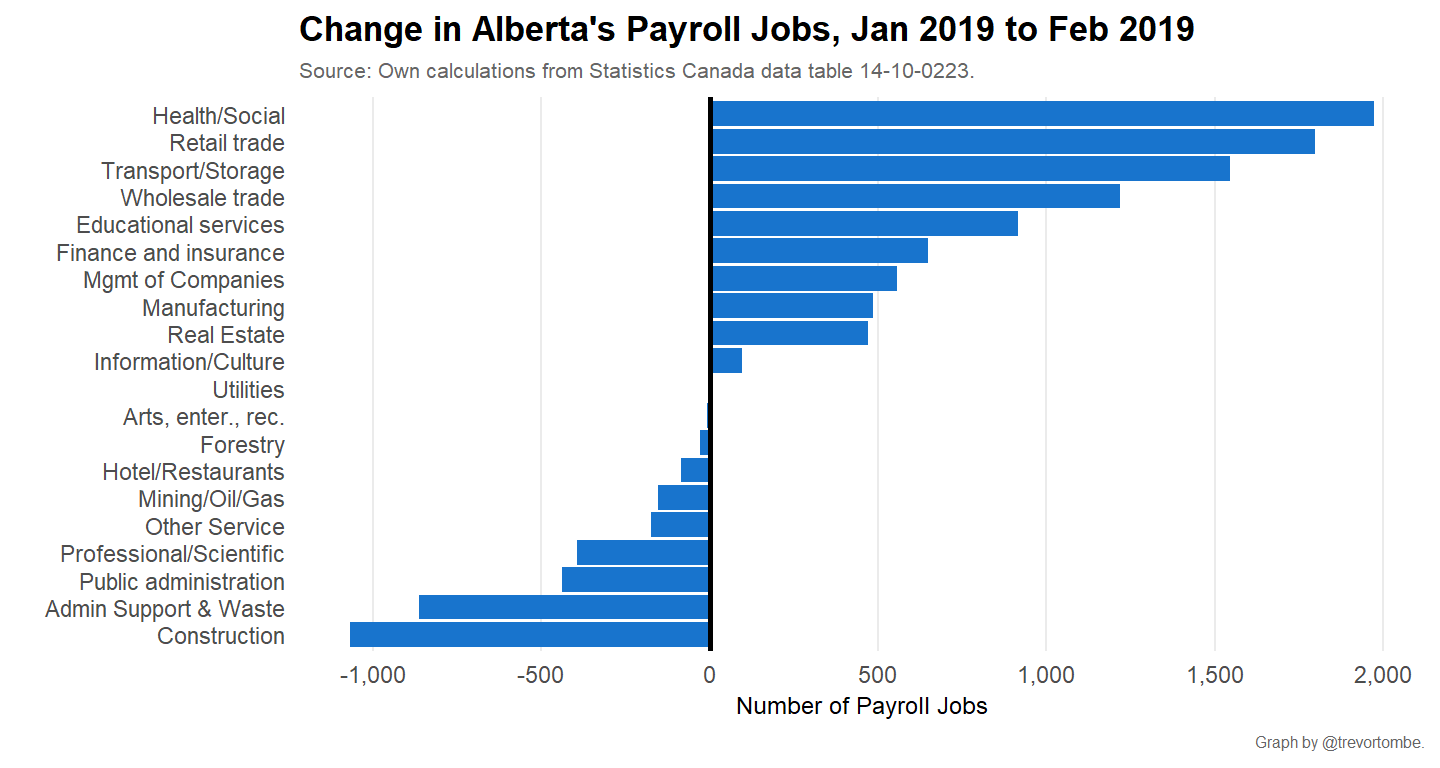 Change in Alberta's Payroll Jobs, Jan 2019 to Feb 2019
Source: Own calculations from Statistics Canada data table 14-10-0223.
Health/Social
Retail trade
Transport/Storage
Wholesale trade
Educational services
Finance and insurance
Mgmt of Companies
Manufacturing
Real Estate
Information/Culture
Utilities
Arts, enter., rec.
Forestry
Hotel/Restaurants
Mining/Oil/Gas
Other Service
Professional/Scientific
Public administration
Admin Support & Waste
Construction
-1,000 -500 0 500 1,000 1,500 2,000
Number of Payroll Jobs
Graph by @trevortombe.